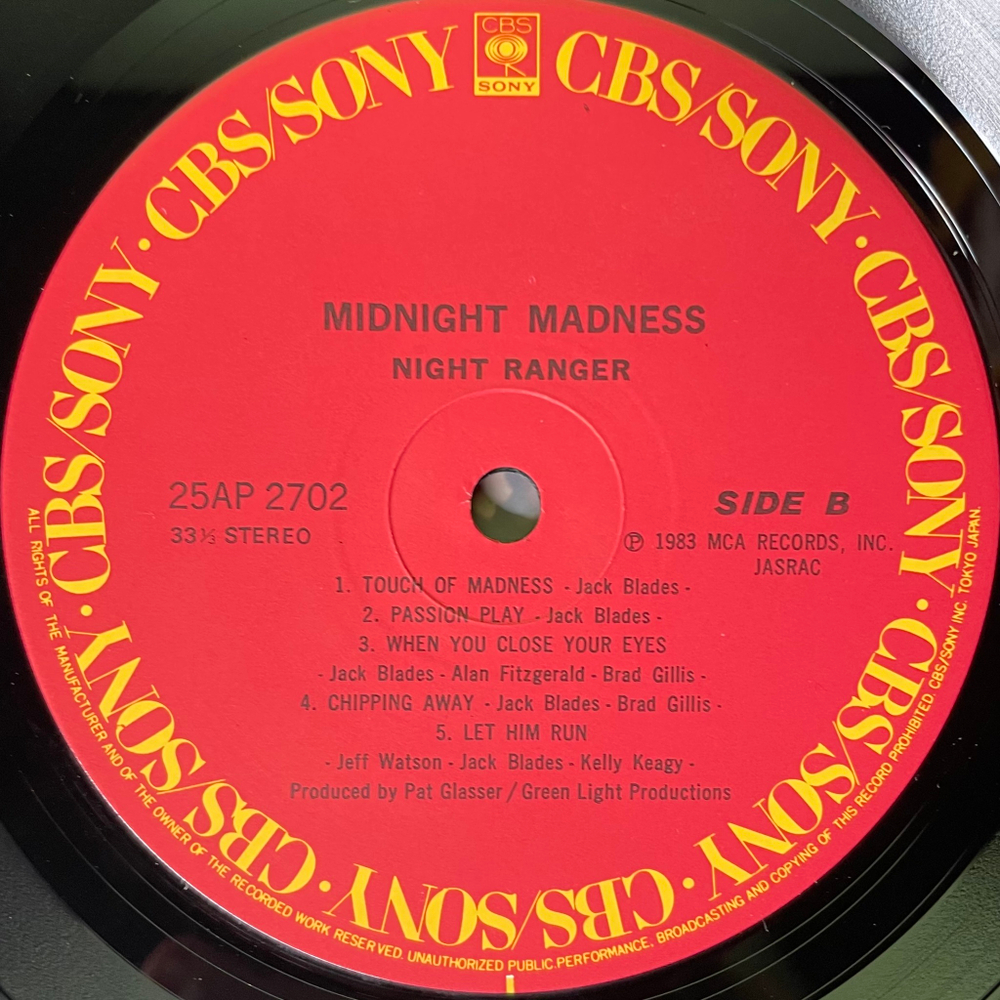 CBS
SONY
CBS/SONY · CBS/SONY · CBS/SONY · CBS/SONY · CBS/SONY · CBS/SONY · CBS/SONY · CBS/SONY · CBS/SONY
MIDNIGHT MADNESS
NIGHT RANGER
25AP 2702
33⅓ STEREO
SIDE B
Ⓟ 1983 MCA RECORDS, INC.
JASRAC
1. TOUCH OF MADNESS - Jack Blades -
2. PASSION PLAY - Jack Blades -
3. WHEN YOU CLOSE YOUR EYES
- Jack Blades - Alan Fitzgerald - Brad Gillis -
4. CHIPPING AWAY - Jack Blades - Brad Gillis -
5. LET HIM RUN
- Jeff Watson - Jack Blades - Kelly Keagy -
Produced by Pat Glasser / Green Light Productions
ALL RIGHTS OF THE MANUFACTURER AND OF THE OWNER OF THE RECORDED WORK RESERVED. UNAUTHORIZED PUBLIC.PERFORMANCE. BROADCASTING AND COPYING OF THIS RECORD PROHIBITED. CBS/SONY INC. TOKYO JAPAN.